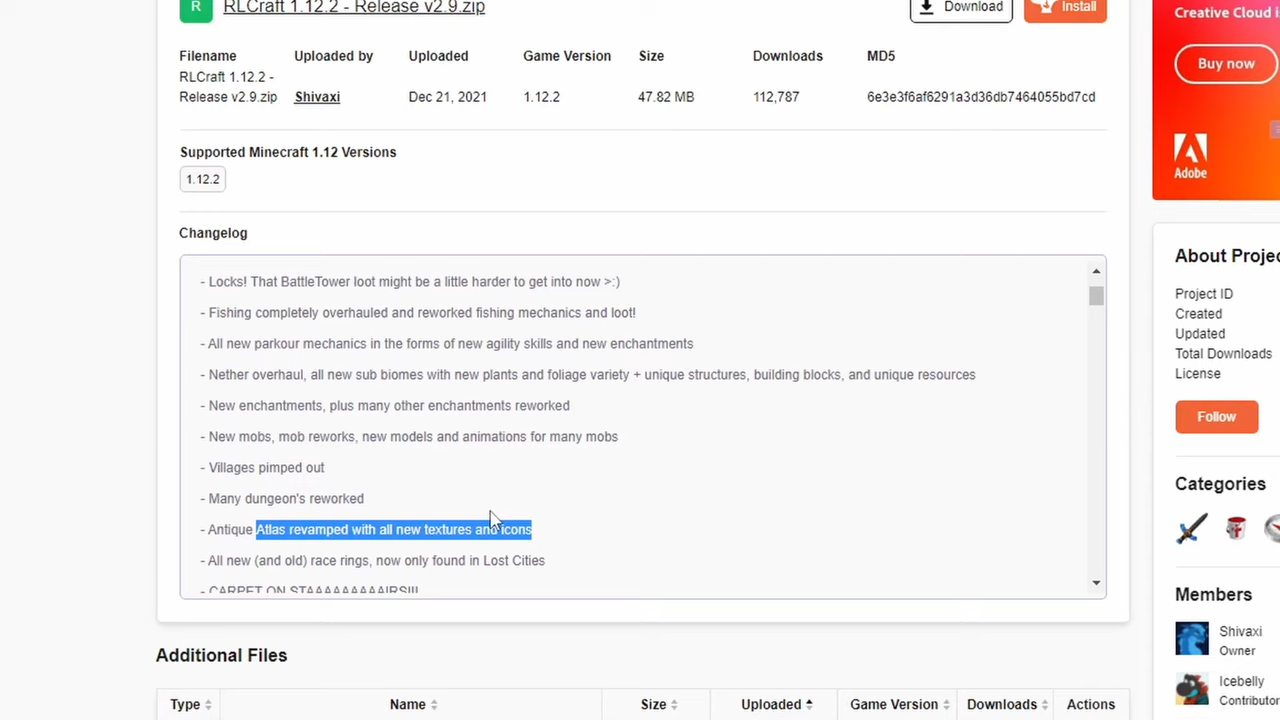 R RLCraft 1.12.2 - Release v2.9.zip
Download
Install
Filename Uploaded by Uploaded Game Version Size Downloads MD5
RLCraft 1.12.2 -
Release v2.9.zip Shivaxi Dec 21, 2021 1.12.2 47.82 MB 112,787 6e3e3f6af6291a3d36db7464055bd7cd
Supported Minecraft 1.12 Versions
1.12.2
Changelog
- Locks! That BattleTower loot might be a little harder to get into now >:)
- Fishing completely overhauled and reworked fishing mechanics and loot!
- All new parkour mechanics in the forms of new agility skills and new enchantments
- Nether overhaul, all new sub biomes with new plants and foliage variety + unique structures, building blocks, and unique resources
- New enchantments, plus many other enchantments reworked
- New mobs, mob reworks, new models and animations for many mobs
- Villages pimped out
- Many dungeon's reworked
- Antique Atlas revamped with all new textures and icons
- All new (and old) race rings, now only found in Lost Cities
- CARPET ON STAAAAAAAAIRS!!!
Additional Files
Type Name Size Uploaded Game Version Downloads Actions
Creative Cloud
Buy now
Adobe
About Projec
Project ID
Created
Updated
Total Downloads
License
Follow
Categories
Members
Shivaxi
Owner
Icebelly
Contributor